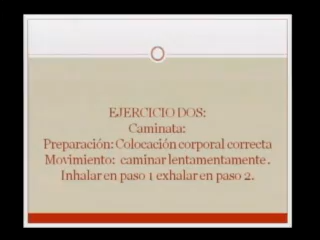 EJERCICIO DOS:
Caminata:
Preparación: Colocación corporal correcta
Movimiento: caminar lentamentamente.
Inhalar en paso 1 exhalar en paso 2.